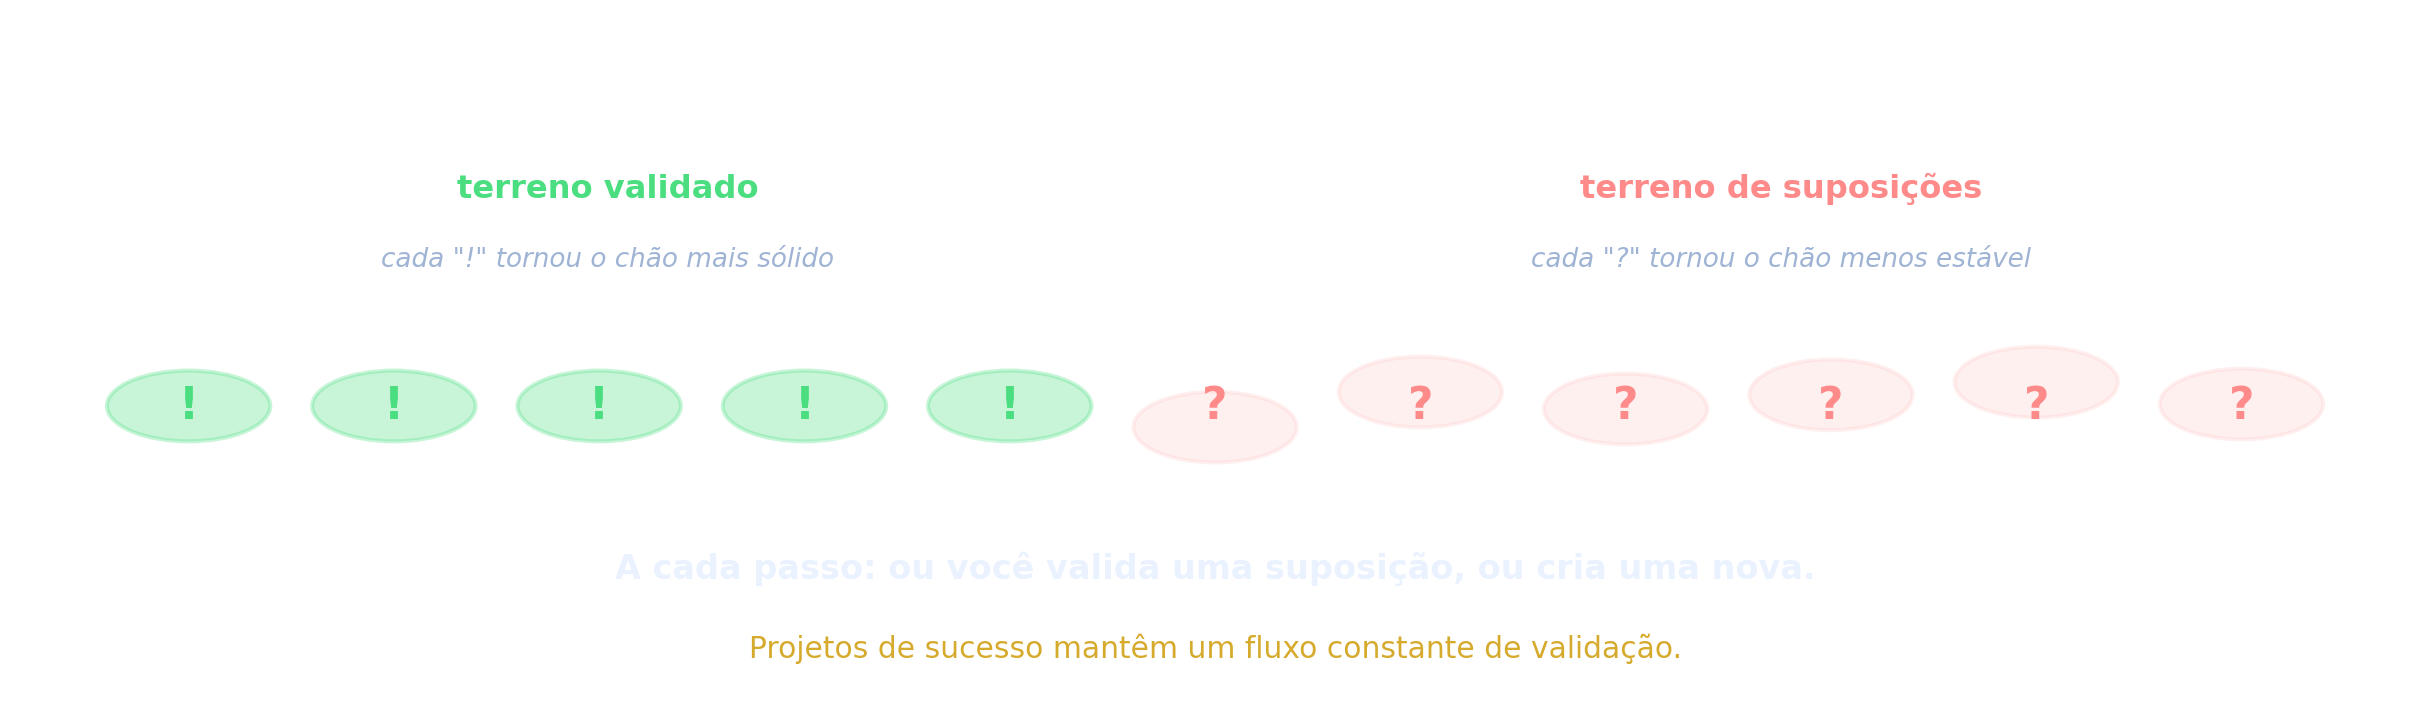 terreno validado
terreno de suposições
cada "!" tornou o chão mais sólido
cada "?" tornou o chão menos estável
! ! ! ! ! ? ? ? ? ? ?
A cada passo: ou você valida uma suposição, ou cria uma nova.
Projetos de sucesso mantêm um fluxo constante de validação.